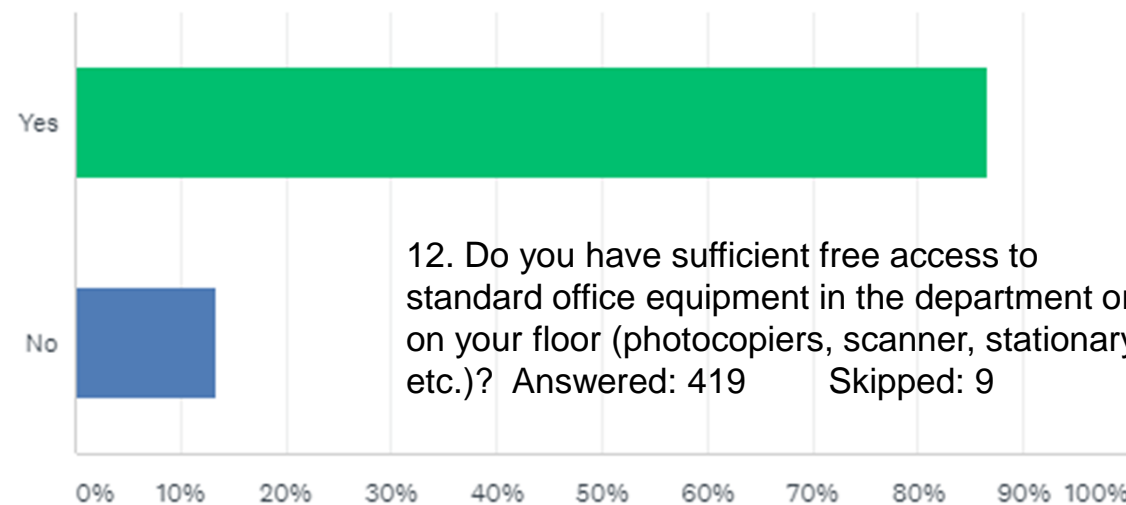 Yes
12. Do you have sufficient free access to
standard office equipment in the department or
on your floor (photocopiers, scanner, stationary
No
etc.)? Answered: 419 Skipped: 9
0% 10% 20% 30% 40% 50% 60% 70% 80% 90% 100%